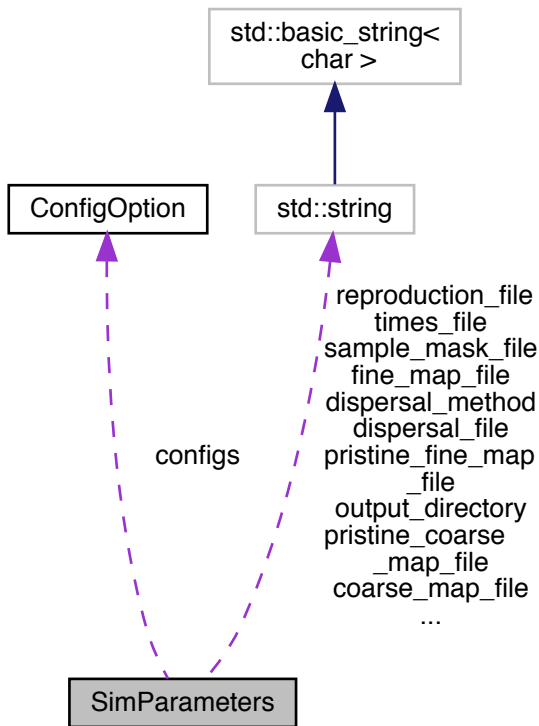 std::basic_string<
char >
ConfigOption
std::string
reproduction_file
times_file
sample_mask_file
fine_map_file
dispersal_method
dispersal_file
pristine_fine_map
_file
output_directory
pristine_coarse
_map_file
coarse_map_file
...
configs
SimParameters